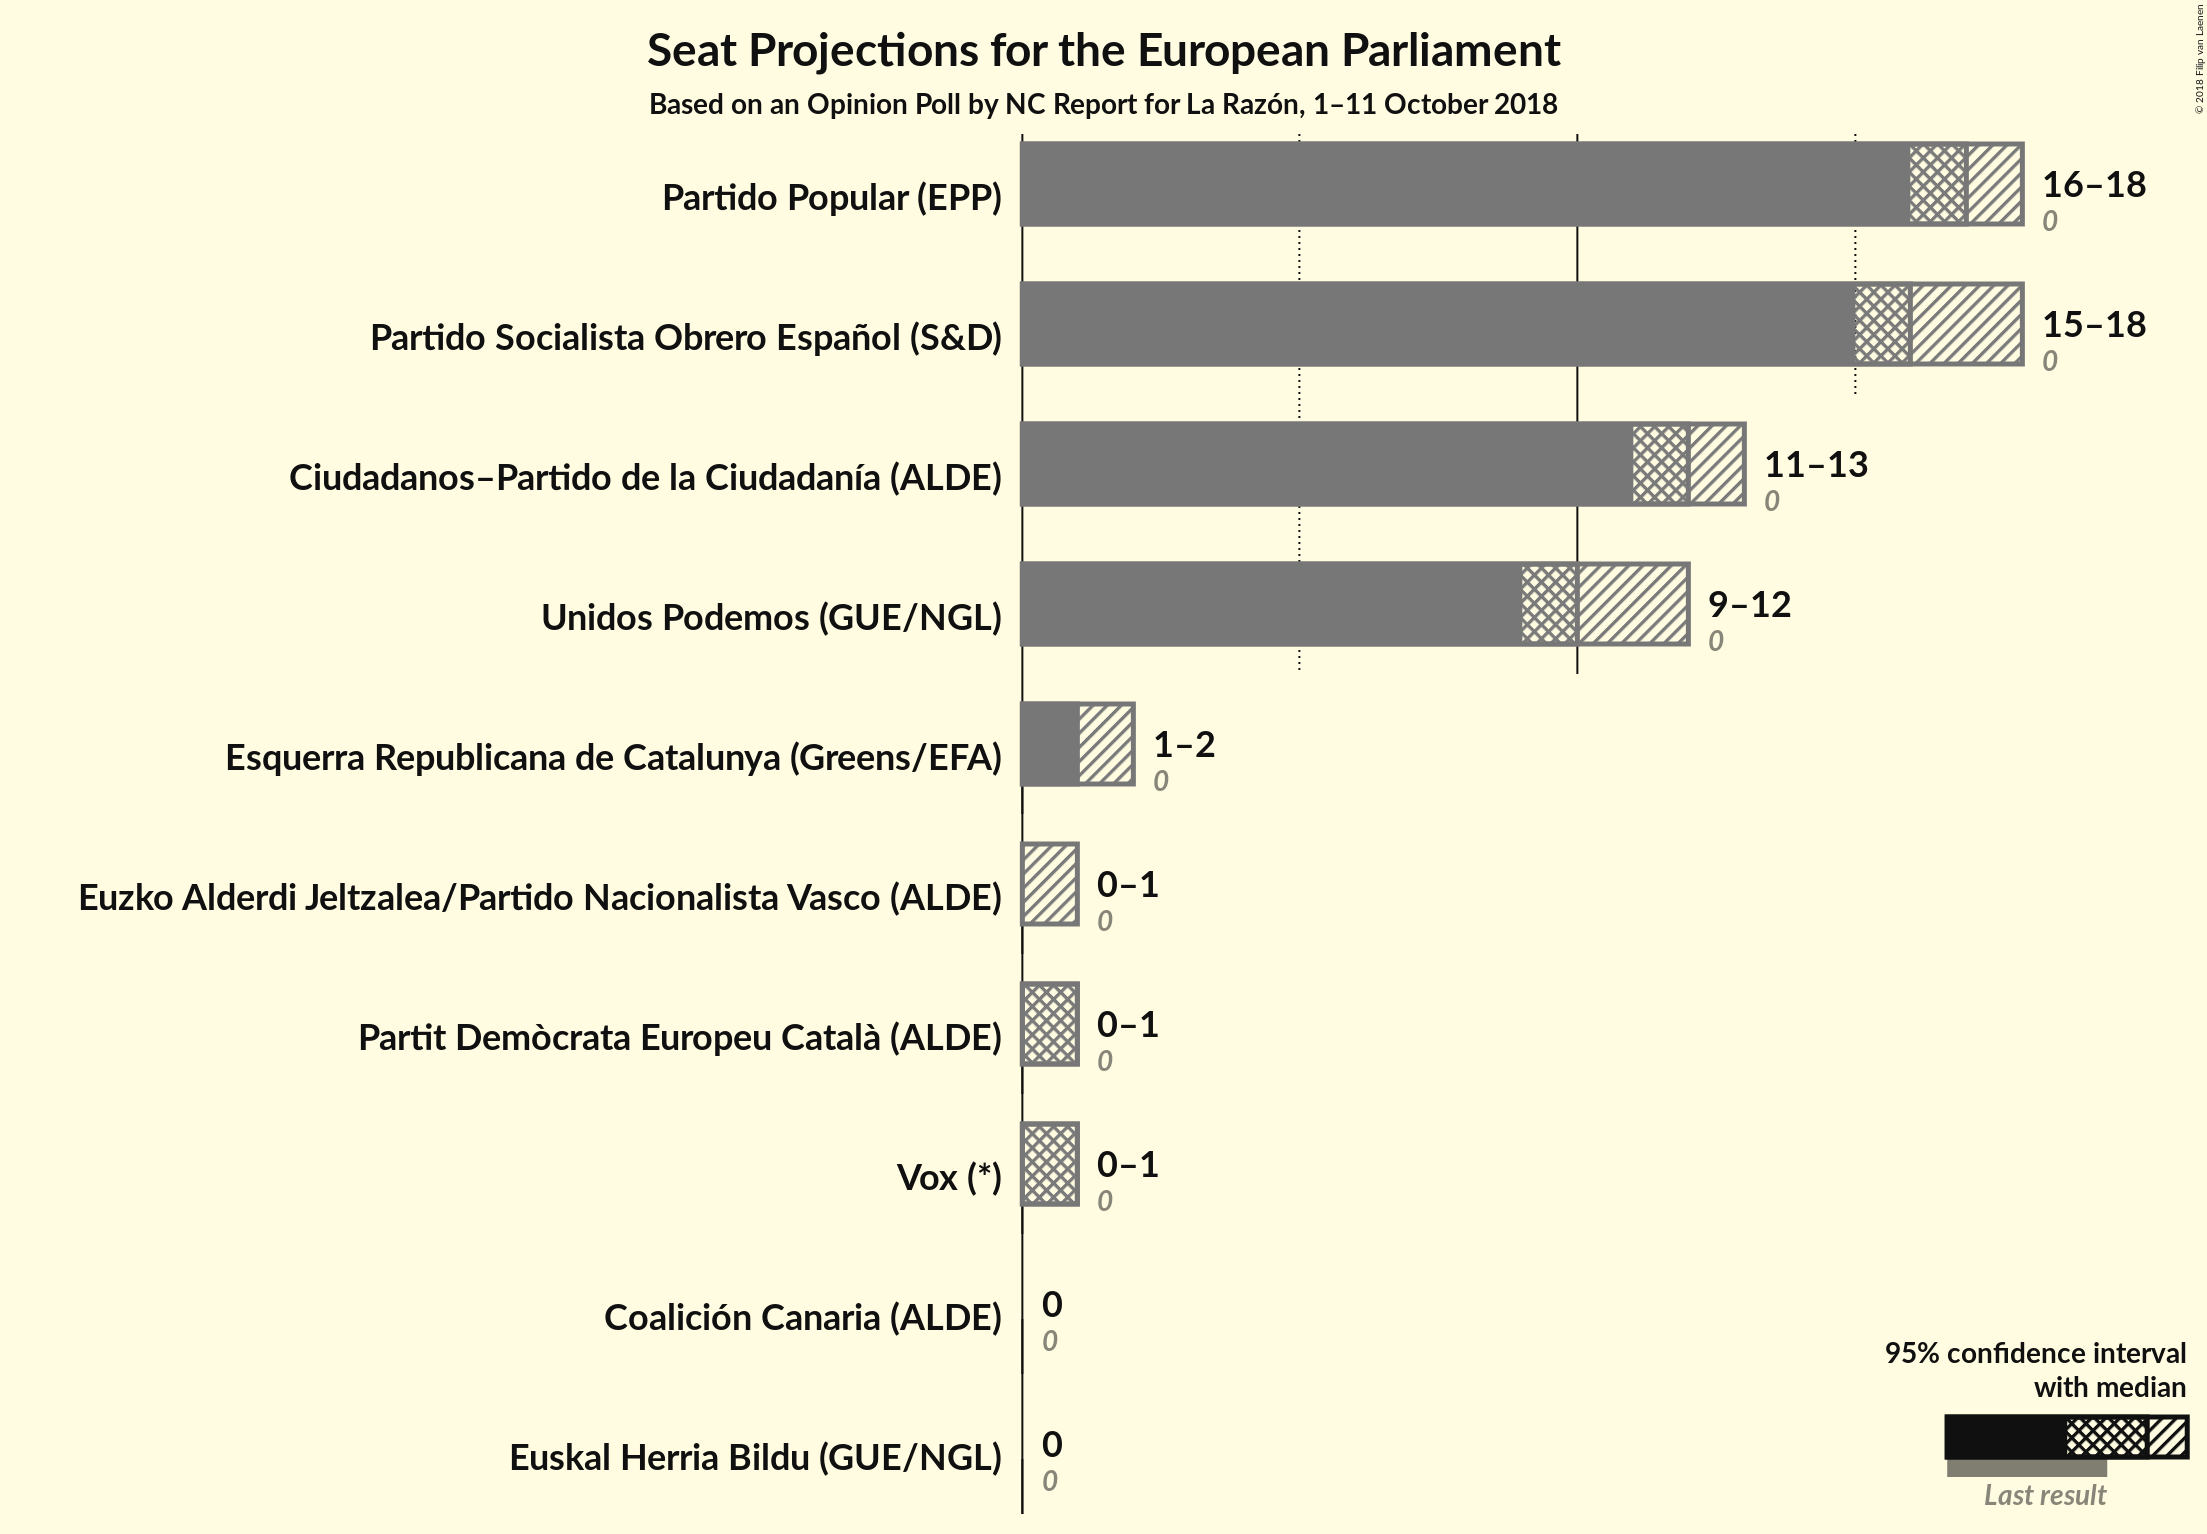 Seat Projections for the European Parliament
Based on an Opinion Poll by NC Report for La Razón, 1–11 October 2018
© 2018 Filip van Laenen
Partido Popular (EPP)
16–18
0
Partido Socialista Obrero Español (S&D)
15–18
0
Ciudadanos–Partido de la Ciudadanía (ALDE)
11–13
0
Unidos Podemos (GUE/NGL)
9–12
0
Esquerra Republicana de Catalunya (Greens/EFA)
1–2
0
Euzko Alderdi Jeltzalea/Partido Nacionalista Vasco (ALDE)
0–1
0
Partit Demòcrata Europeu Català (ALDE)
0–1
0
Vox (*)
0–1
0
Coalición Canaria (ALDE)
0
0
Euskal Herria Bildu (GUE/NGL)
0
0
95% confidence interval
with median
Last result